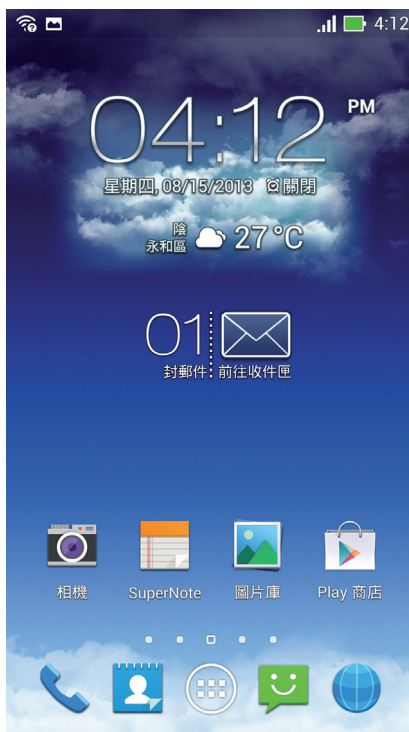 4:12
04:12 PM
星期四, 08/15/2013 關閉
陰
永和區
27 °C
01
封郵件 前往收件匣
相機 SuperNote 圖片庫 Play 商店